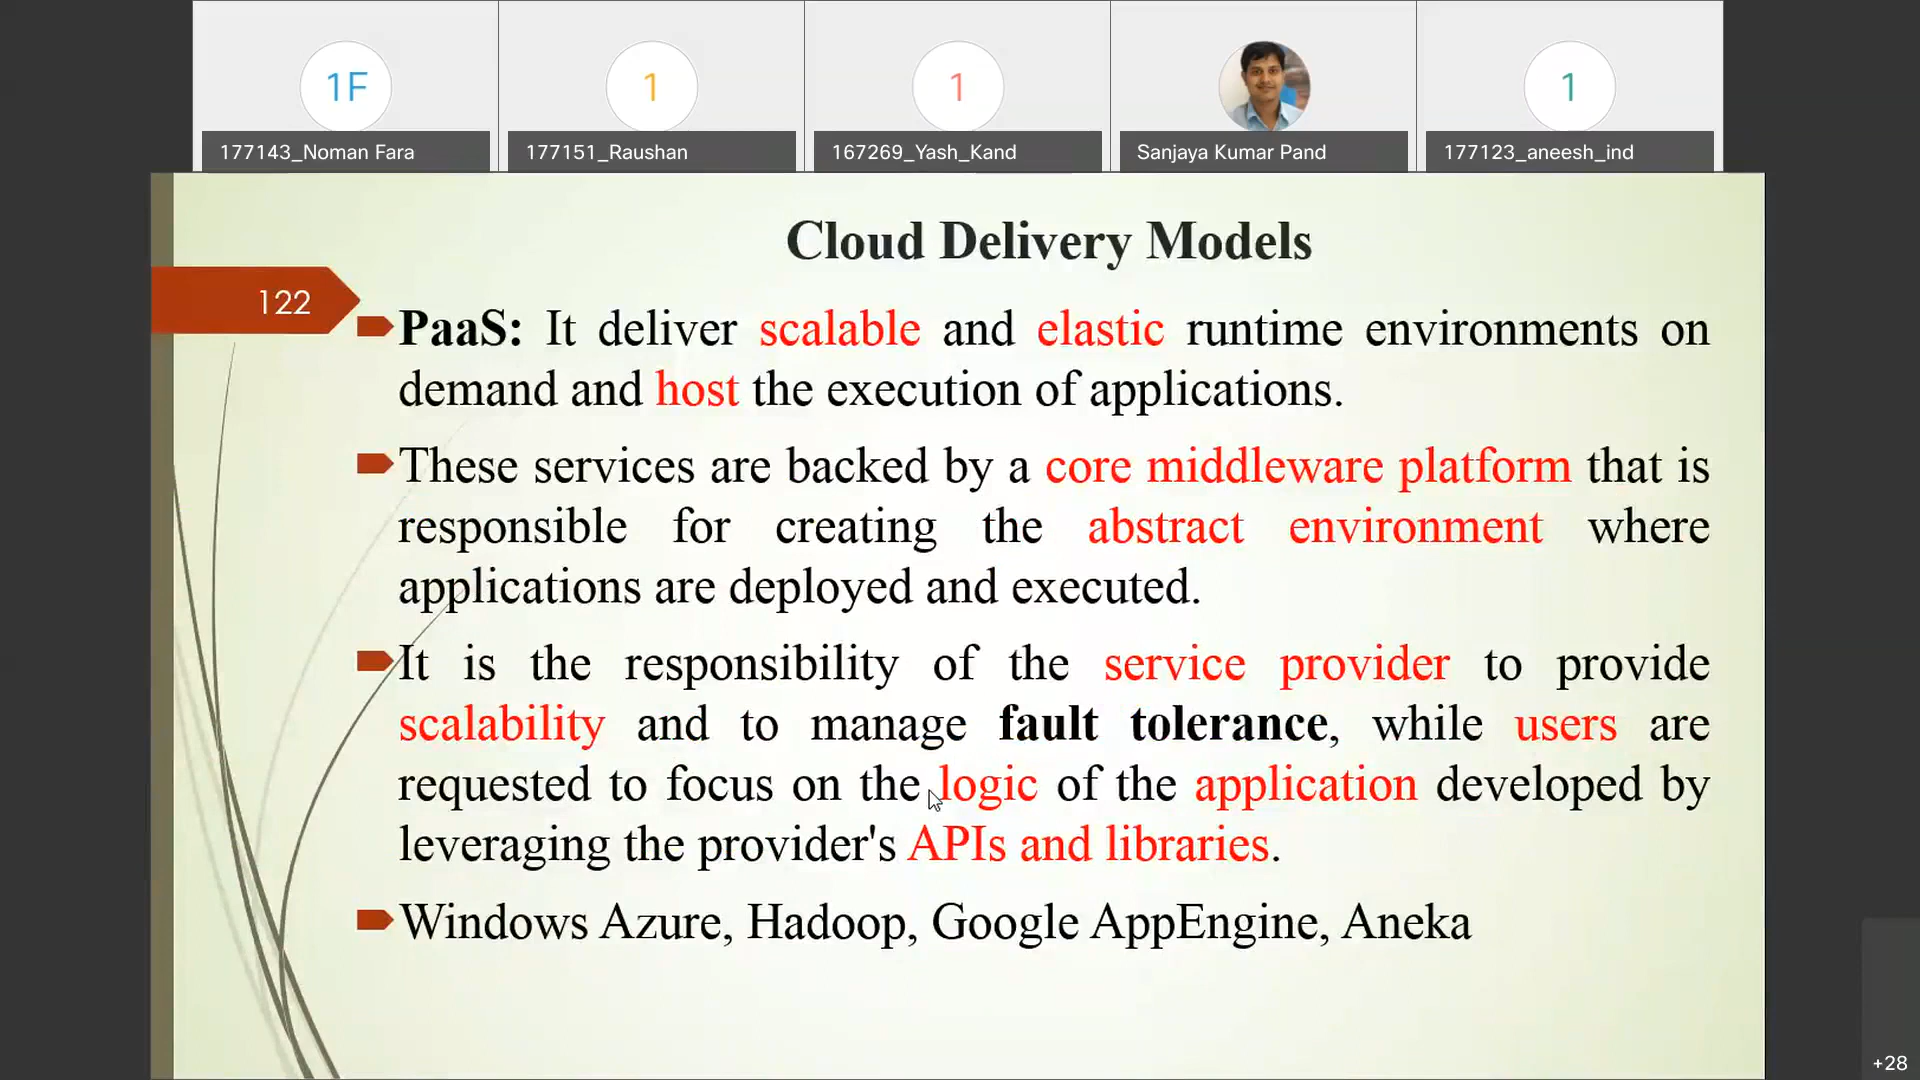 1F
1
1
1
177143_Noman Fara
177151_Raushan
167269_Yash_Kand
Sanjaya Kumar Pand
177123_aneesh_ind
Cloud Delivery Models
122
PaaS: It deliver scalable and elastic runtime environments on
demand and host the execution of applications.
These services are backed by a core middleware platform that is
responsible for creating the abstract environment where
applications are deployed and executed.
It is the responsibility of the service provider to provide
scalability and to manage fault tolerance, while users are
requested to focus on the logic of the application developed by
leveraging the provider's APIs and libraries.
Windows Azure, Hadoop, Google AppEngine, Aneka
+28